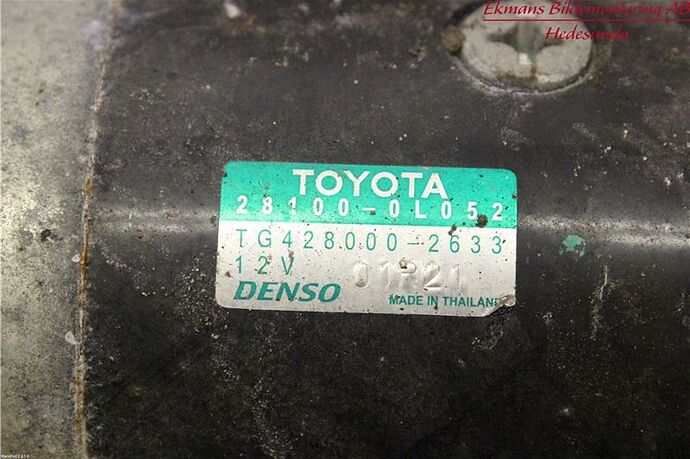 Ekmans Bildemontering AB
Hedesunda
TOYOTA
28100-0L052
TG428000-2633
12V 01R21
DENSO MADE IN THAILAND